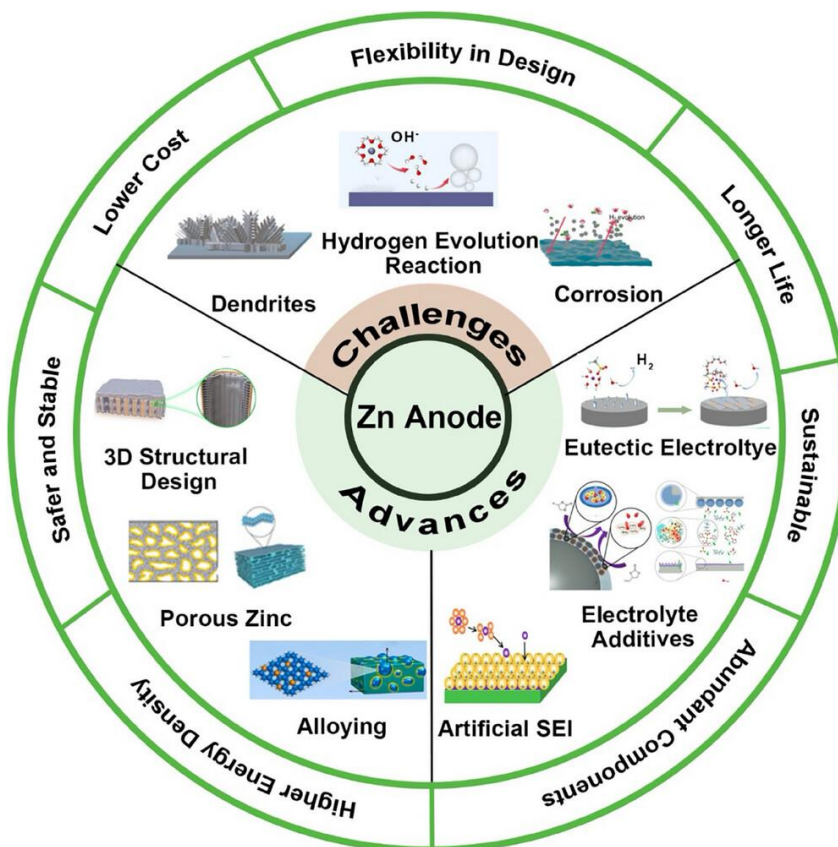 Flexibility in Design
Lower Cost
Longer Life
Safer and Stable
Sustainable
Higher Energy Density
Abundant Components
OH-
Hydrogen Evolution
Reaction
H2 evolution
Dendrites
Corrosion
Challenges
Zn Anode
Advances
3D Structural
Design
H2
Eutectic Electroltye
Porous Zinc
Electrolyte
Additives
Alloying
Artificial SEI